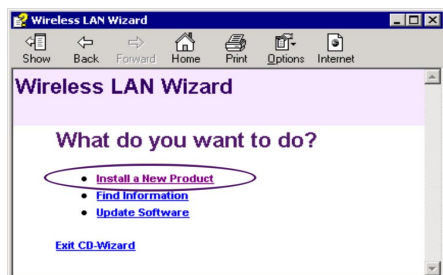 Wireless LAN Wizard
Show Back Forward Home Print Options Internet
Wireless LAN Wizard
What do you want to do?
Install a New Product
Find Information
Update Software
Exit CD-Wizard